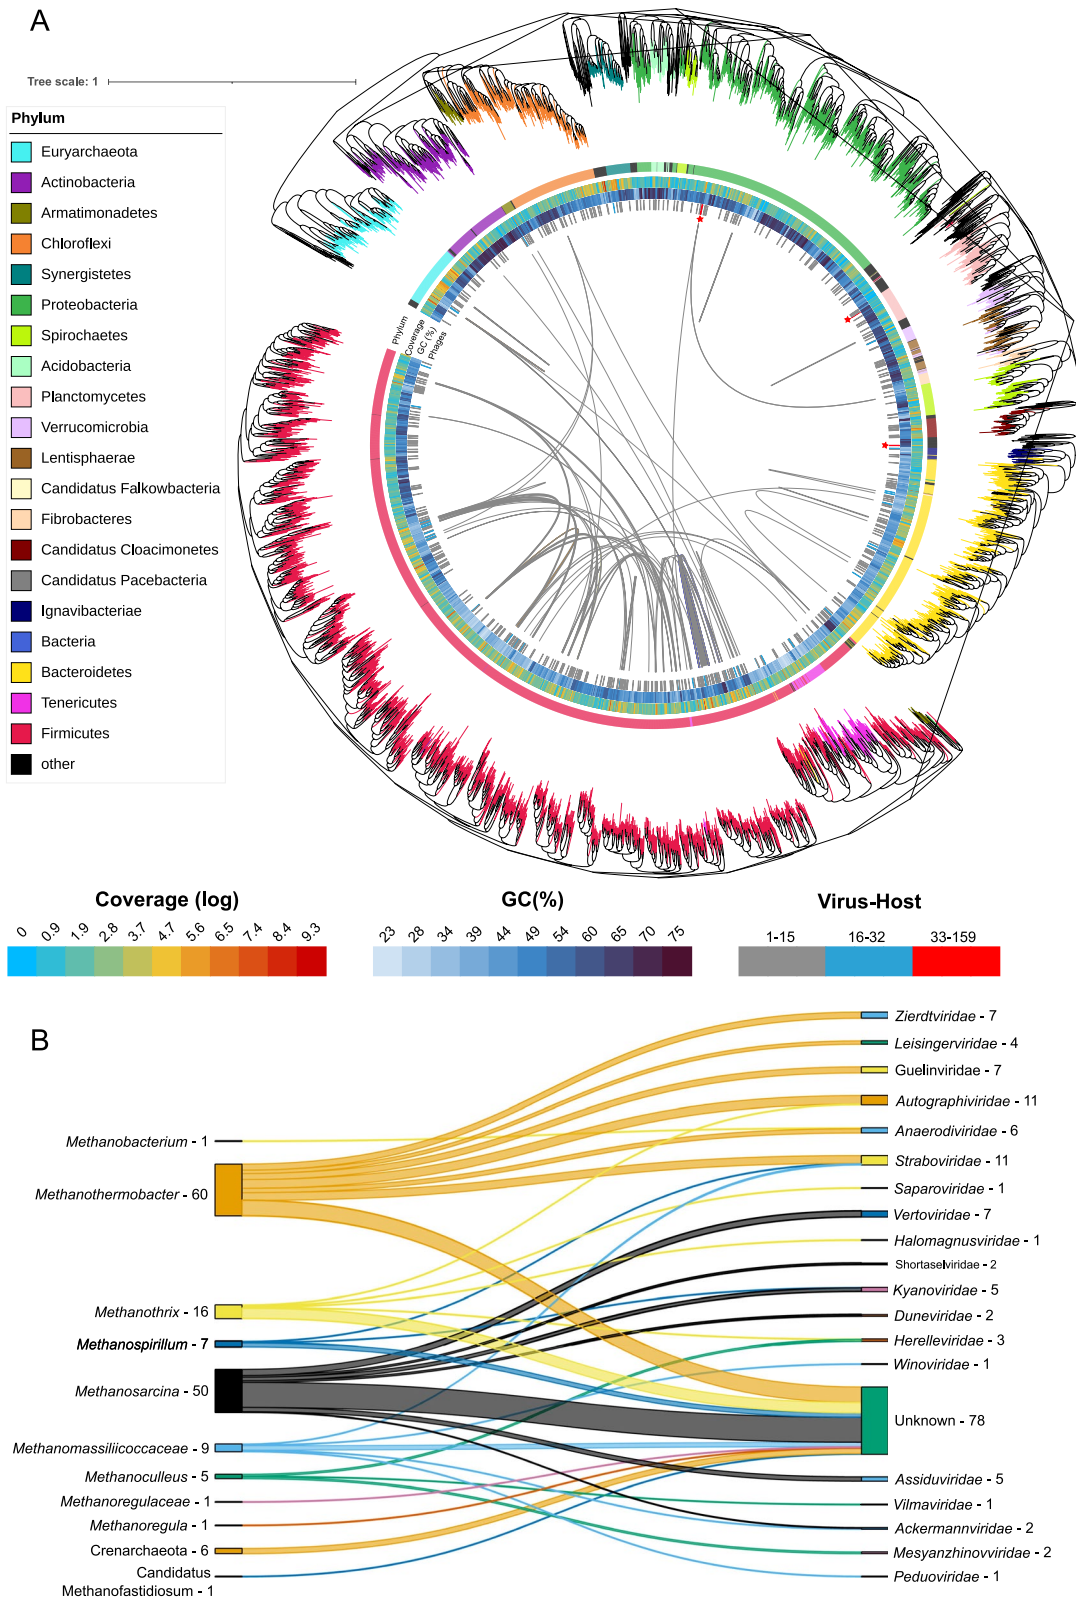 A
Tree scale: 1
Phylum
Euryarchaeota
Actinobacteria
Armatimonadetes
Chloroflexi
Synergistetes
Proteobacteria
Spirochaetes
Acidobacteria
Planctomycetes
Verrucomicrobia
Lentisphaerae
Candidatus Falkowbacteria
Fibrobacteres
Candidatus Cloacimonetes
Candidatus Pacebacteria
Ignavibacteriae
Bacteria
Bacteroidetes
Tenericutes
Firmicutes
other
Phylum
Coverage
GC (%)
Phages
Coverage (log)
0 0.9 1.9 2.8 3.7 4.7 5.6 6.5 7.4 8.4 9.3
GC(%)
23 28 34 39 44 49 54 60 65 70 75
Virus-Host
1-15 16-32 33-159
B
Methanobacterium - 1
Methanothermobacter - 60
Methanothrix - 16
Methanospirillum - 7
Methanosarcina - 50
Methanomassiliicoccaceae - 9
Methanoculleus - 5
Methanoregulaceae - 1
Methanoregula - 1
Crenarchaeota - 6
Candidatus
Methanofastidiosum - 1
Zierdtviridae - 7
Leisingerviridae - 4
Guelinviridae - 7
Autographiviridae - 11
Anaerodiviridae - 6
Straboviridae - 11
Saparoviridae - 1
Vertoviridae - 7
Halomagnusviridae - 1
Shortaselviridae - 2
Kyanoviridae - 5
Duneviridae - 2
Herelleviridae - 3
Winoviridae - 1
Unknown - 78
Assiduviridae - 5
Vilmaviridae - 1
Ackermannviridae - 2
Mesyanzhinovviridae - 2
Peduoviridae - 1